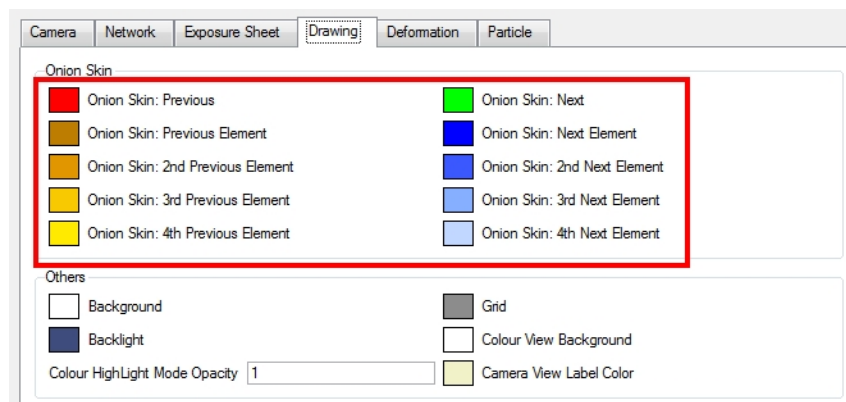 Camera Network Exposure Sheet Drawing Deformation Particle
Onion Skin
Onion Skin: Previous Onion Skin: Next
Onion Skin: Previous Element Onion Skin: Next Element
Onion Skin: 2nd Previous Element Onion Skin: 2nd Next Element
Onion Skin: 3rd Previous Element Onion Skin: 3rd Next Element
Onion Skin: 4th Previous Element Onion Skin: 4th Next Element
Others
Background Grid
Backlight Colour View Background
Colour HighLight Mode Opacity 1 Camera View Label Color